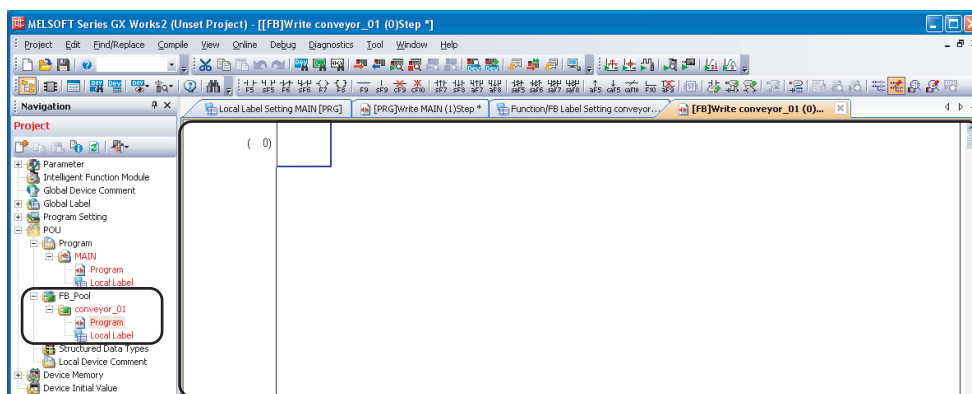 MELSOFT Series GX Works2 (Unset Project) - [[FB]Write conveyor_01 (0)Step *]
Project Edit Find/Replace Compile View Online Debug Diagnostics Tool Window Help
Navigation
Local Label Setting MAIN [PRG] [PRG]Write MAIN (1)Step * Function/FB Label Setting conveyor... [FB]Write conveyor_01 (0)...
Project
( 0)
Parameter
Intelligent Function Module
Global Device Comment
Global Label
Program Setting
POU
Program
MAIN
Program
Local Label
FB_Pool
conveyor_01
Program
Local Label
Structured Data Types
Local Device Comment
Device Memory
Device Initial Value